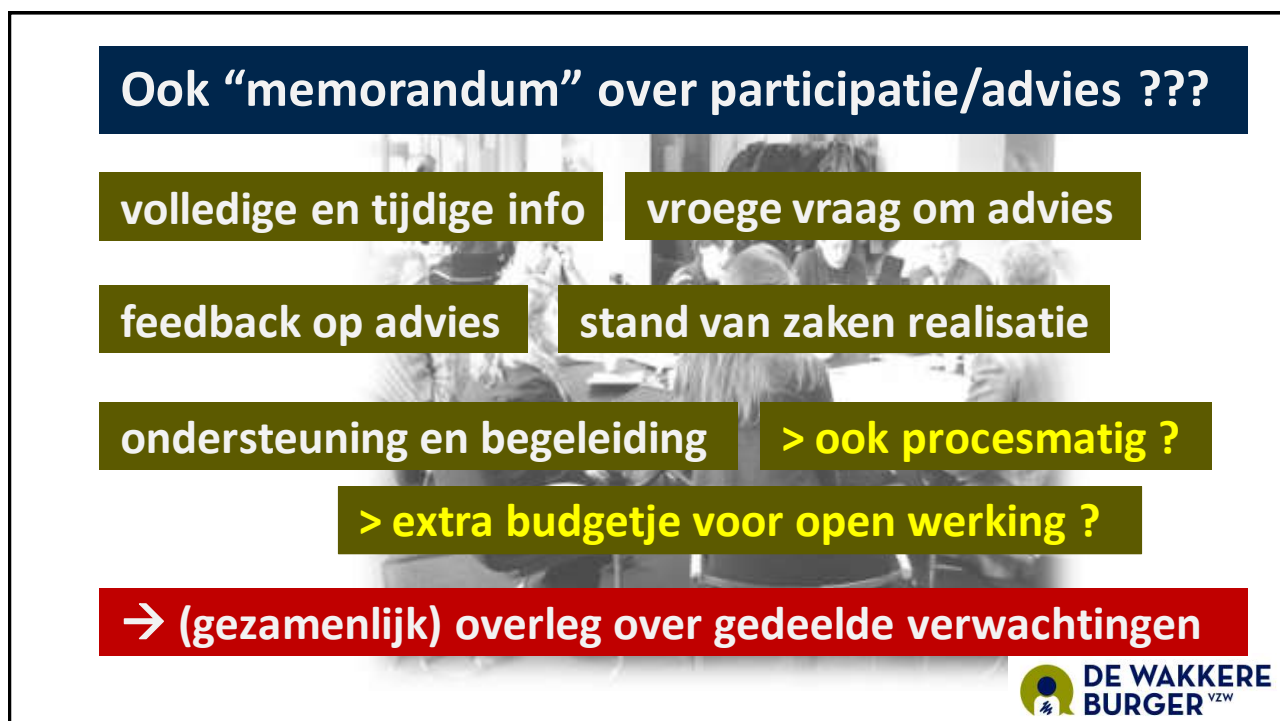 Ook “memorandum” over participatie/advies ???
volledige en tijdige info
vroege vraag om advies
feedback op advies
stand van zaken realisatie
ondersteuning en begeleiding
> ook procesmatig ?
> extra budgetje voor open werking ?
→ (gezamenlijk) overleg over gedeelde verwachtingen
DE WAKKERE
BURGER VZW